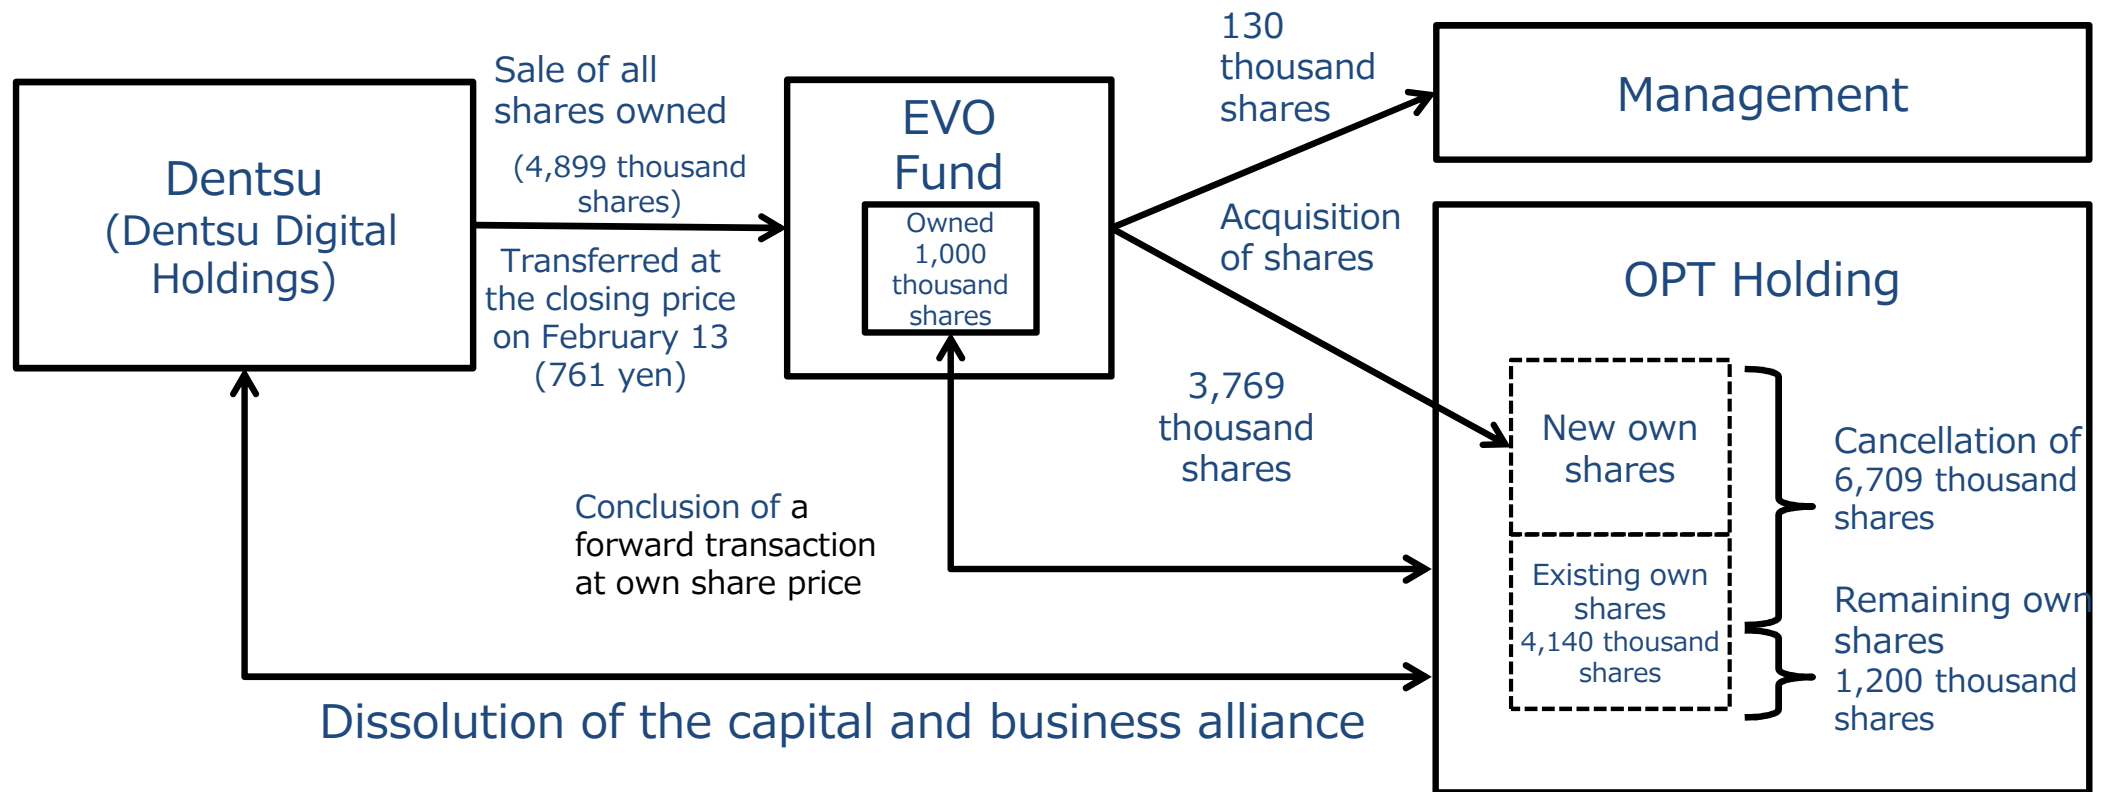 Dentsu
(Dentsu Digital
Holdings)
Sale of all
shares owned
(4,899 thousand
shares)
Transferred at
the closing price
on February 13
(761 yen)
EVO
Fund
Owned
1,000
thousand
shares
130
thousand
shares
Acquisition
of shares
3,769
thousand
shares
Management
OPT Holding
New own
shares
Existing own
shares
4,140 thousand
shares
Cancellation of
6,709 thousand
shares
Remaining own
shares
1,200 thousand
shares
Conclusion of a
forward transaction
at own share price
Dissolution of the capital and business alliance